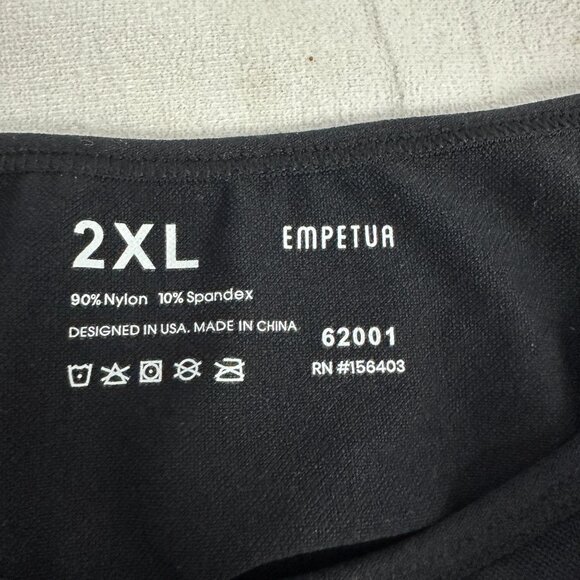 2XL
EMPETUA
90% Nylon 10% Spandex
DESIGNED IN USA. MADE IN CHINA
62001
RN #156403